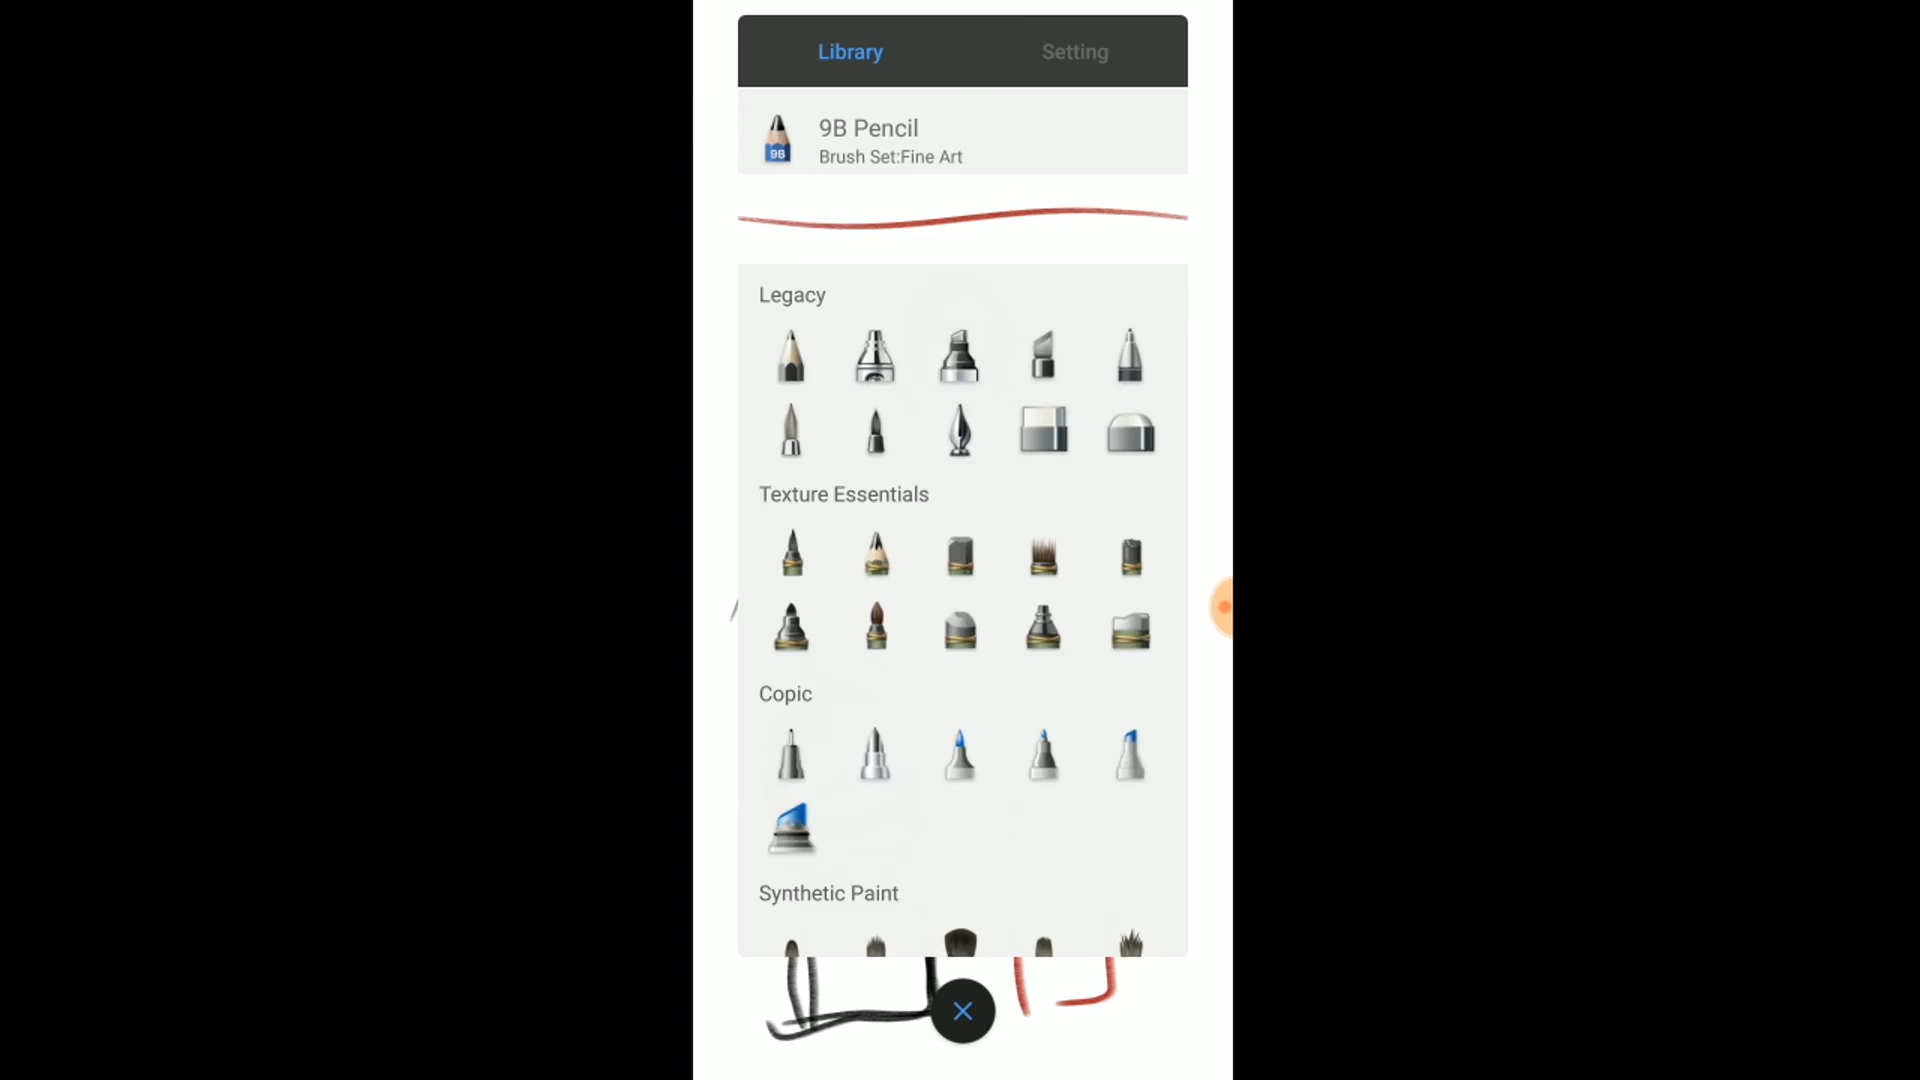 Library
Setting
9B Pencil
9B
Brush Set:Fine Art
Legacy
Texture Essentials
Copic
Synthetic Paint